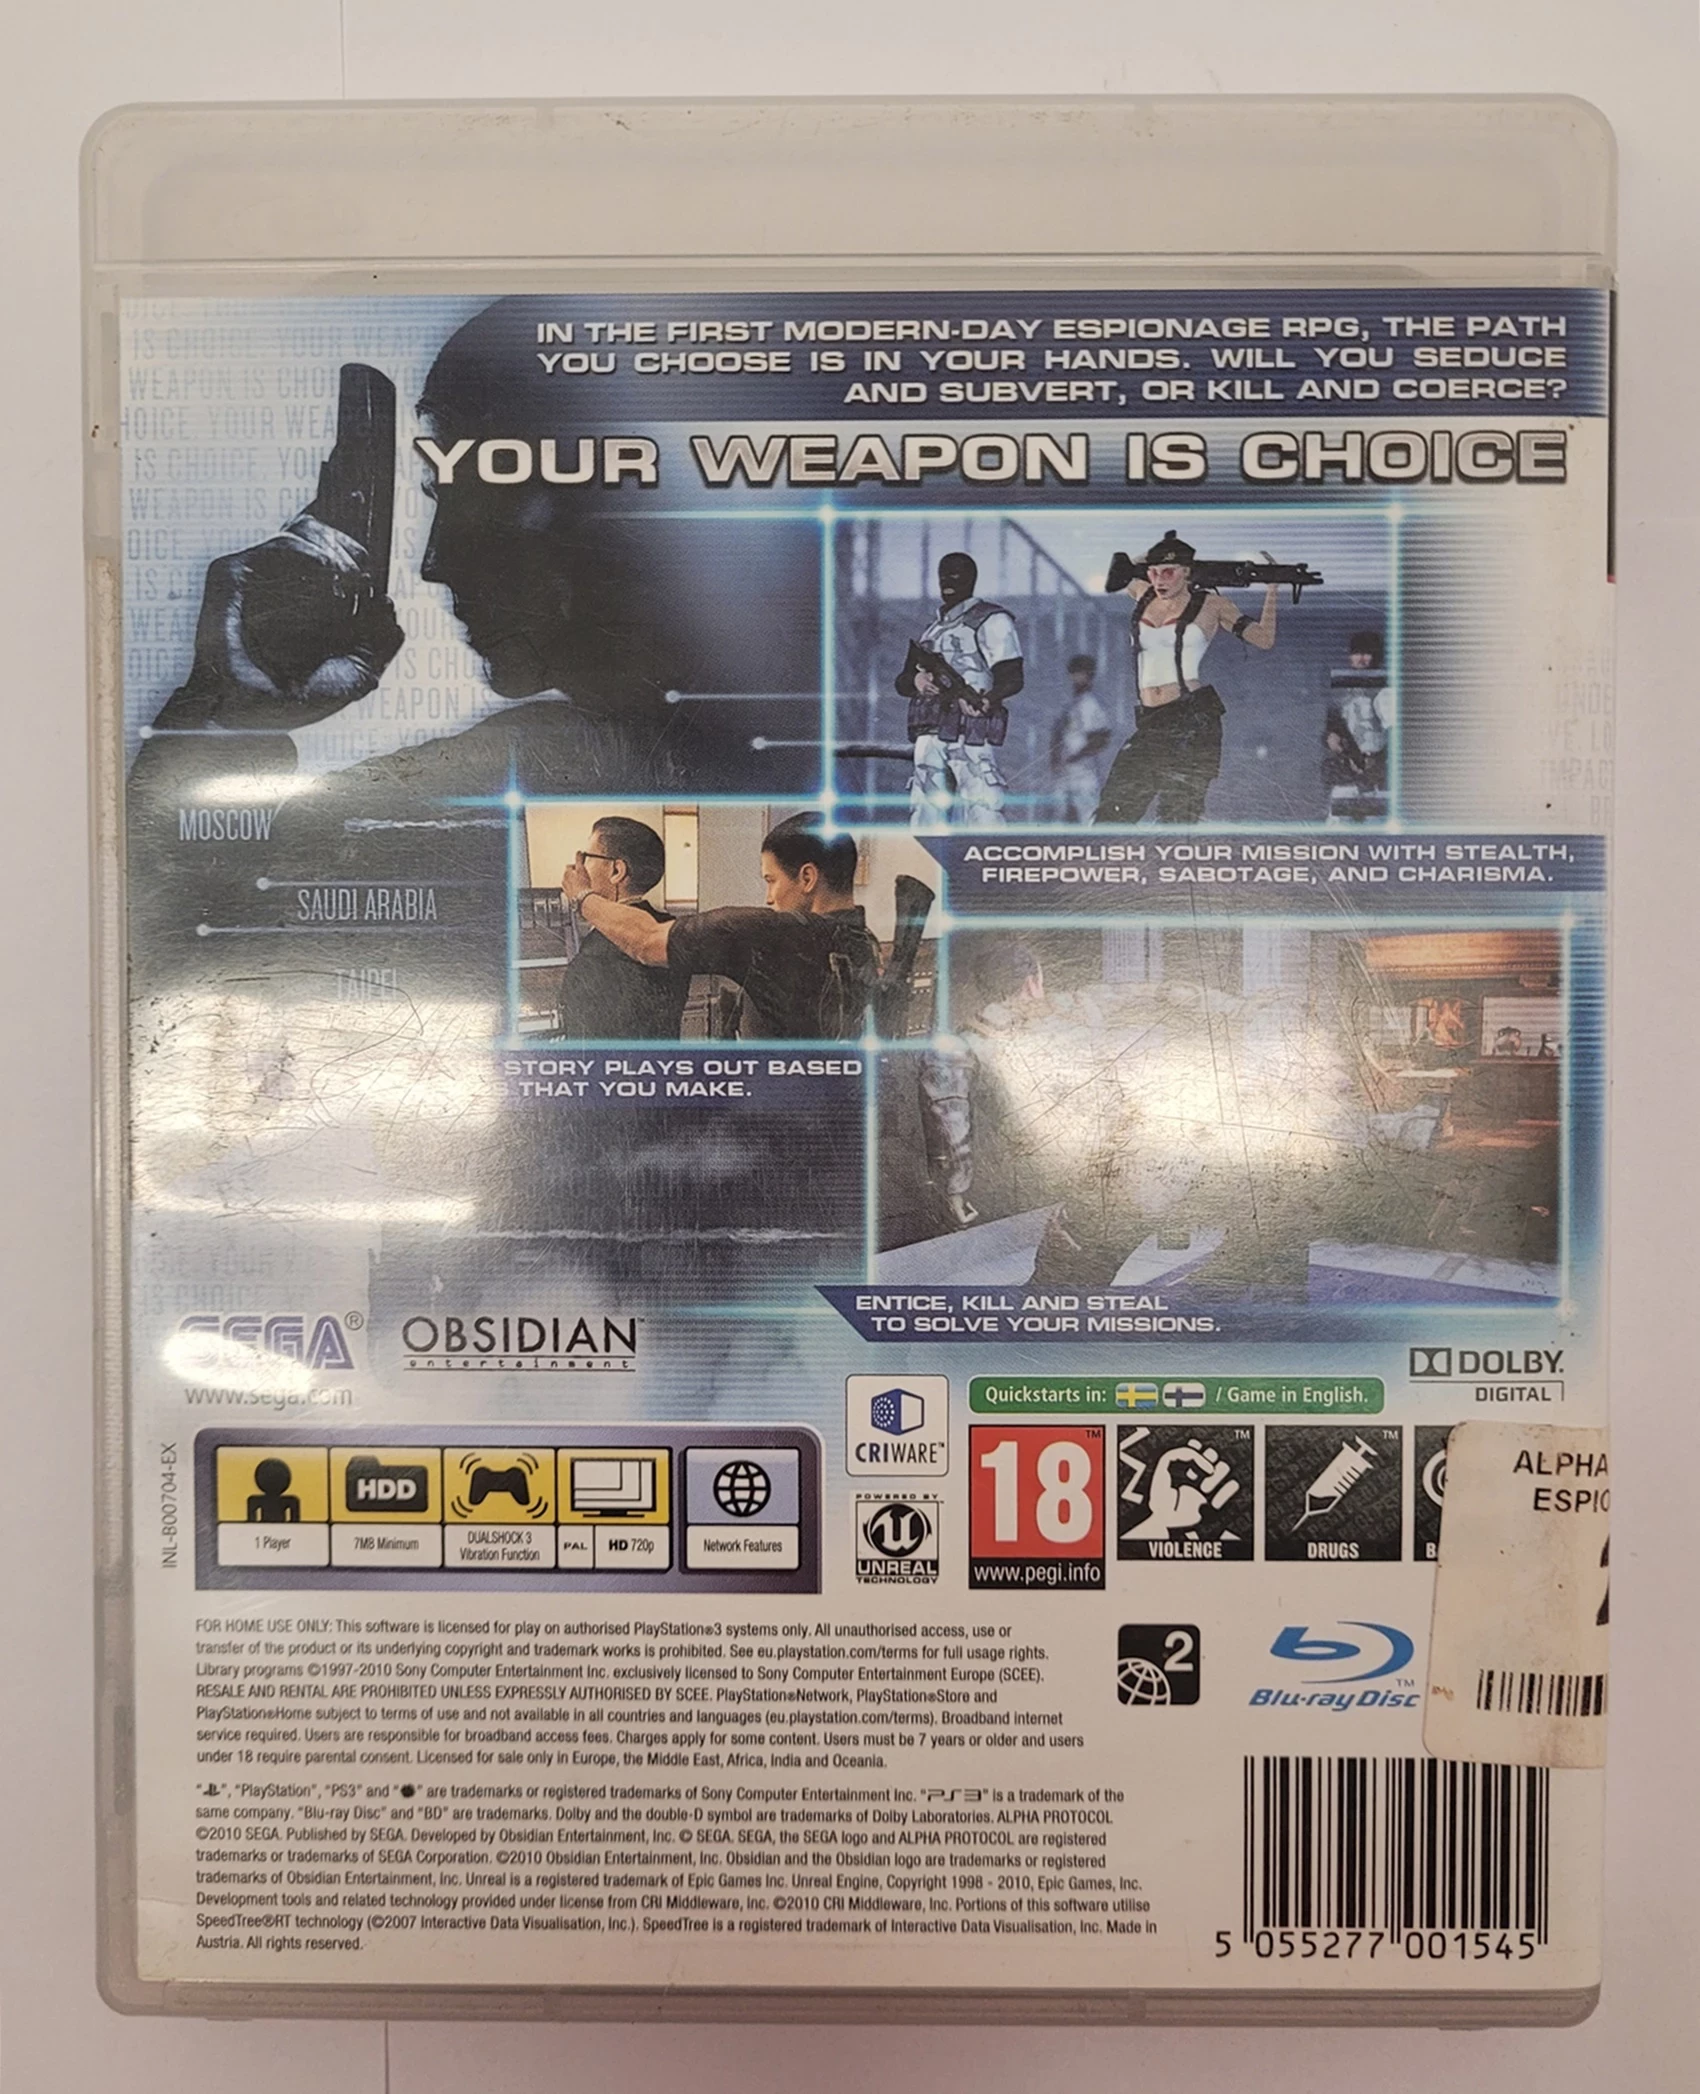 IN THE FIRST MODERN-DAY ESPIONAGE RPG, THE PATH
YOU CHOOSE IS IN YOUR HANDS. WILL YOU SEDUCE
AND SUBVERT, OR KILL AND COERCE?
YOUR WEAPON IS CHOICE
MOSCOW
SAUDI ARABIA
TAIPEI
ACCOMPLISH YOUR MISSION WITH STEALTH,
FIREPOWER, SABOTAGE, AND CHARISMA.
STORY PLAYS OUT BASED
THAT YOU MAKE.
ENTICE, KILL AND STEAL
TO SOLVE YOUR MISSIONS.
SEGA®
www.sega.com
OBSIDIAN™
entertainment
DOLBY.
DIGITAL
CRIWARE™
Quickstarts in: / Game in English.
INL-B00704-EX
HDD
1 Player
7MB Minimum
DUALSHOCK 3
Vibration Function
PAL
HD 720p
Network Features
POWERED BY
UNREAL
TECHNOLOGY
18™
www.pegi.info
VIOLENCE
DRUGS
ALPHA
ESPIO
FOR HOME USE ONLY: This software is licensed for play on authorised PlayStation®3 systems only. All unauthorised access, use or
transfer of the product or its underlying copyright and trademark works is prohibited. See eu.playstation.com/terms for full usage rights.
Library programs ©1997-2010 Sony Computer Entertainment Inc. exclusively licensed to Sony Computer Entertainment Europe (SCEE).
RESALE AND RENTAL ARE PROHIBITED UNLESS EXPRESSLY AUTHORISED BY SCEE. PlayStation®Network, PlayStation®Store and
PlayStation®Home subject to terms of use and not available in all countries and languages (eu.playstation.com/terms). Broadband internet
service required. Users are responsible for broadband access fees. Charges apply for some content. Users must be 7 years or older and users
under 18 require parental consent. Licensed for sale only in Europe, the Middle East, Africa, India and Oceania.
2
Blu-ray Disc™
" ", "PlayStation", "PS3" and " " are trademarks or registered trademarks of Sony Computer Entertainment Inc. "PS3" is a trademark of the
same company. "Blu-ray Disc" and "BD" are trademarks. Dolby and the double-D symbol are trademarks of Dolby Laboratories. ALPHA PROTOCOL
©2010 SEGA. Published by SEGA. Developed by Obsidian Entertainment, Inc. © SEGA. SEGA, the SEGA logo and ALPHA PROTOCOL are registered
trademarks or trademarks of SEGA Corporation. ©2010 Obsidian Entertainment, Inc. Obsidian and the Obsidian logo are trademarks or registered
trademarks of Obsidian Entertainment, Inc. Unreal is a registered trademark of Epic Games Inc. Unreal Engine, Copyright 1998 - 2010, Epic Games, Inc.
Development tools and related technology provided under license from CRI Middleware, Inc. ©2010 CRI Middleware, Inc. Portions of this software utilise
SpeedTree®RT technology (©2007 Interactive Data Visualisation, Inc.). SpeedTree is a registered trademark of Interactive Data Visualisation, Inc. Made in
Austria. All rights reserved.
5 055277 001545